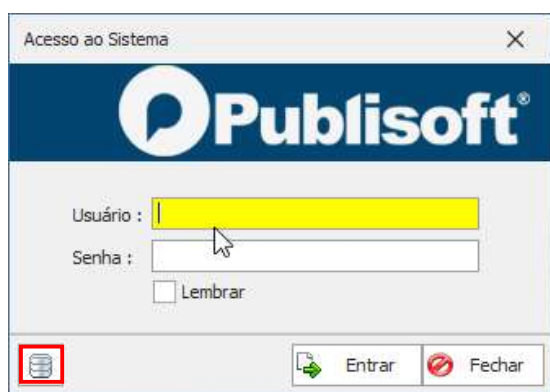 Acesso ao Sistema
Publisoft®
Usuário :
Senha :
Lembrar
Entrar Fechar